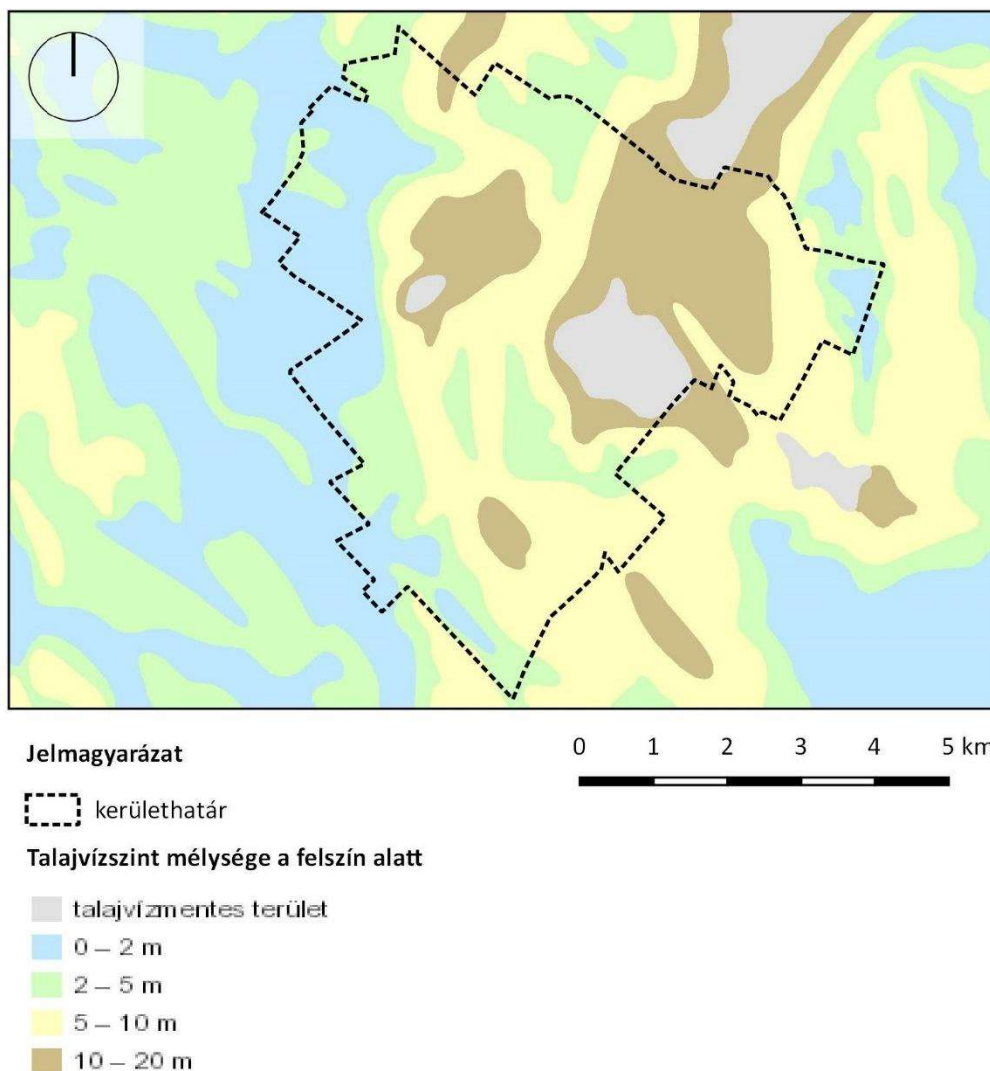 Jelmagyarázat
0 1 2 3 4 5 km
kerülethatár
Talajvízszint mélysége a felszín alatt
talajvízmentes terület
0 – 2 m
2 – 5 m
5 – 10 m
10 – 20 m